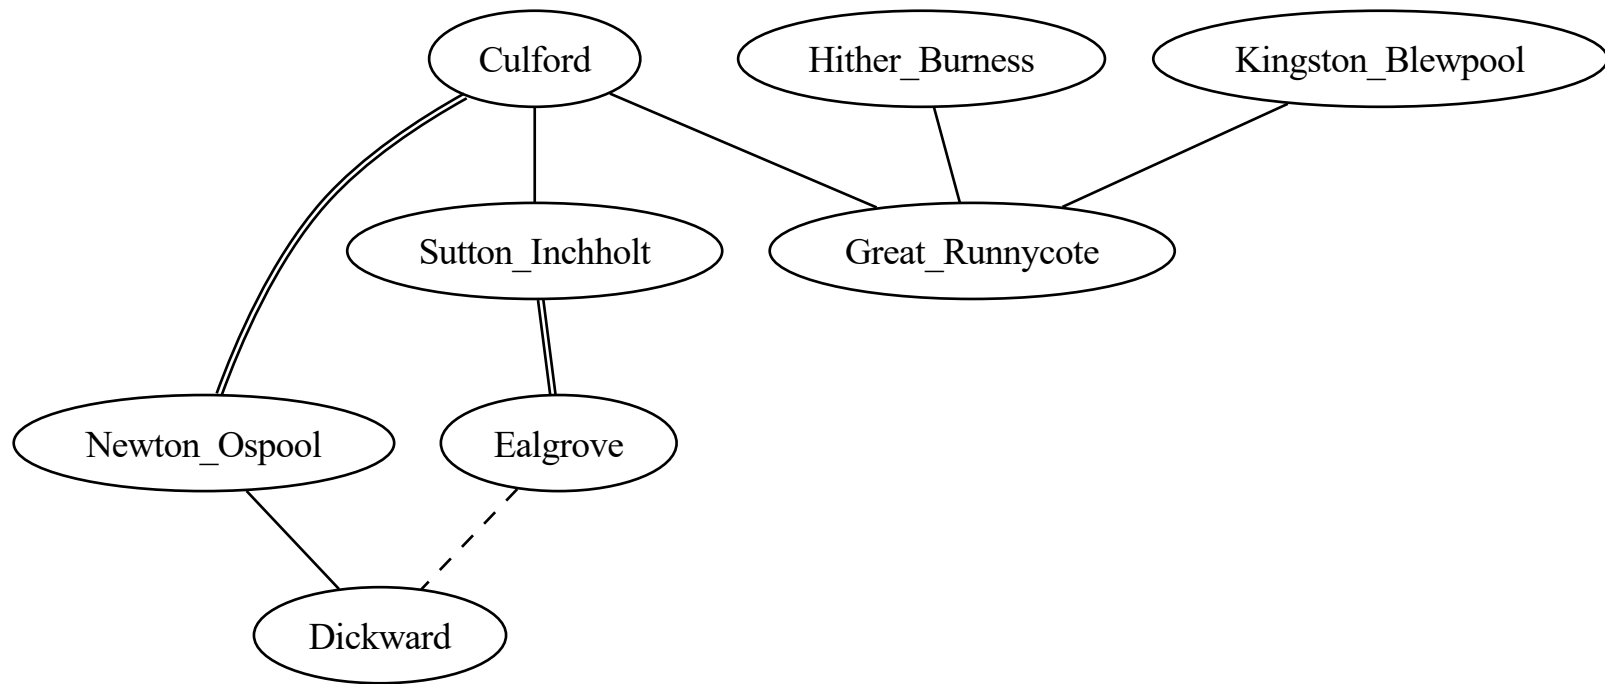 Culford
Hither_Burness
Kingston_Blewpool
Sutton_Inchholt
Great_Runnycote
Newton_Ospool
Ealgrove
Dickward